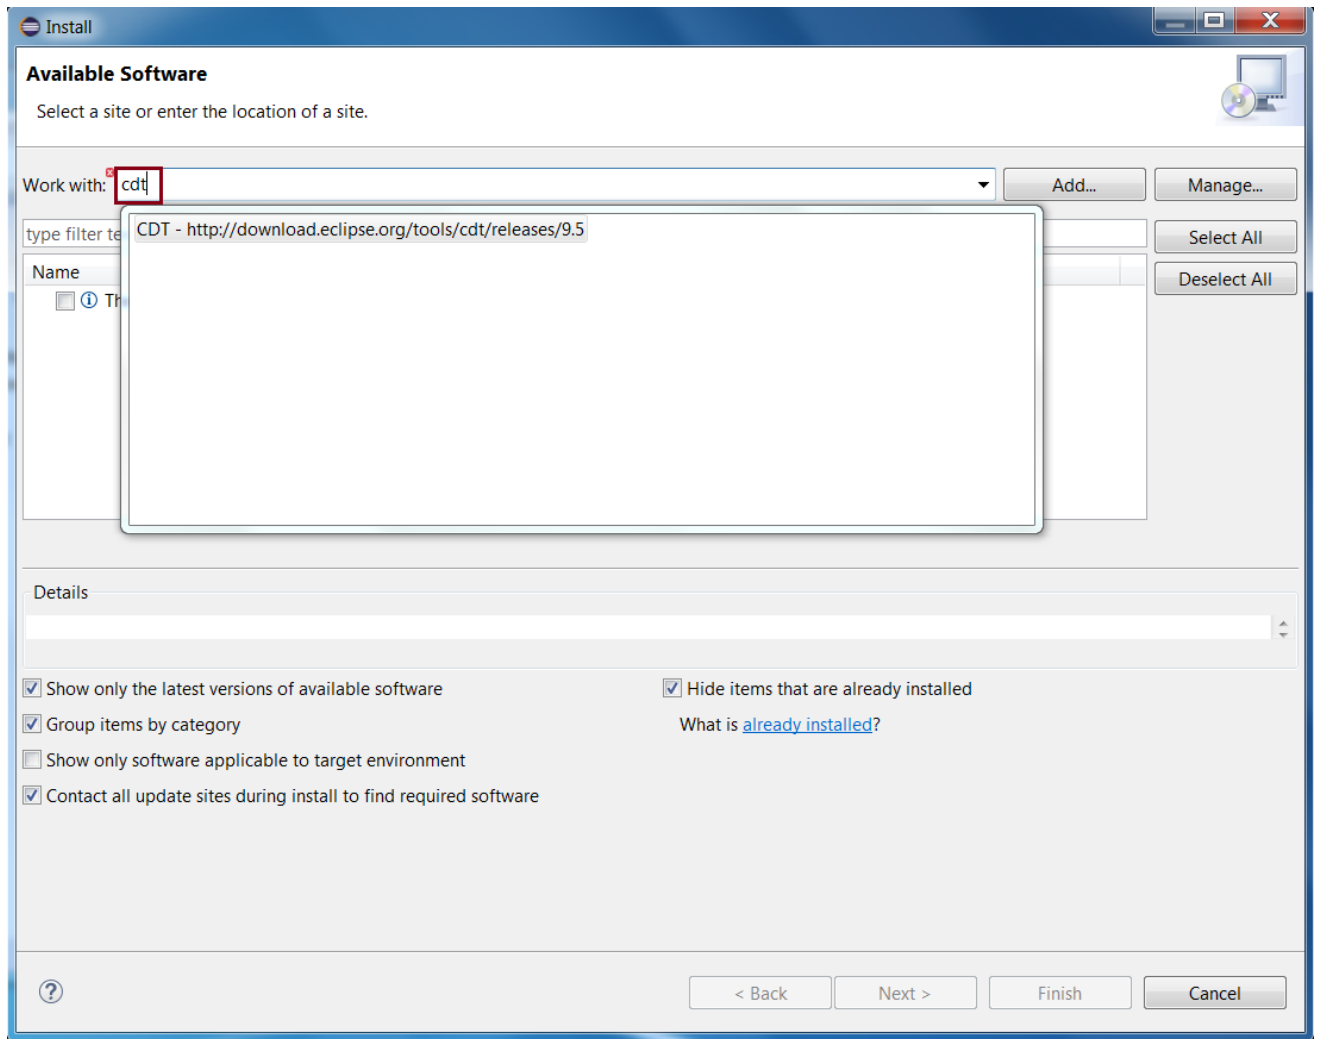 Install
Available Software
Select a site or enter the location of a site.
Work with: cdt Add... Manage...
CDT - http://download.eclipse.org/tools/cdt/releases/9.5
type filter te Select All
Name Deselect All
Th
Details
Show only the latest versions of available software Hide items that are already installed
Group items by category What is already installed?
Show only software applicable to target environment
Contact all update sites during install to find required software
? < Back Next > Finish Cancel